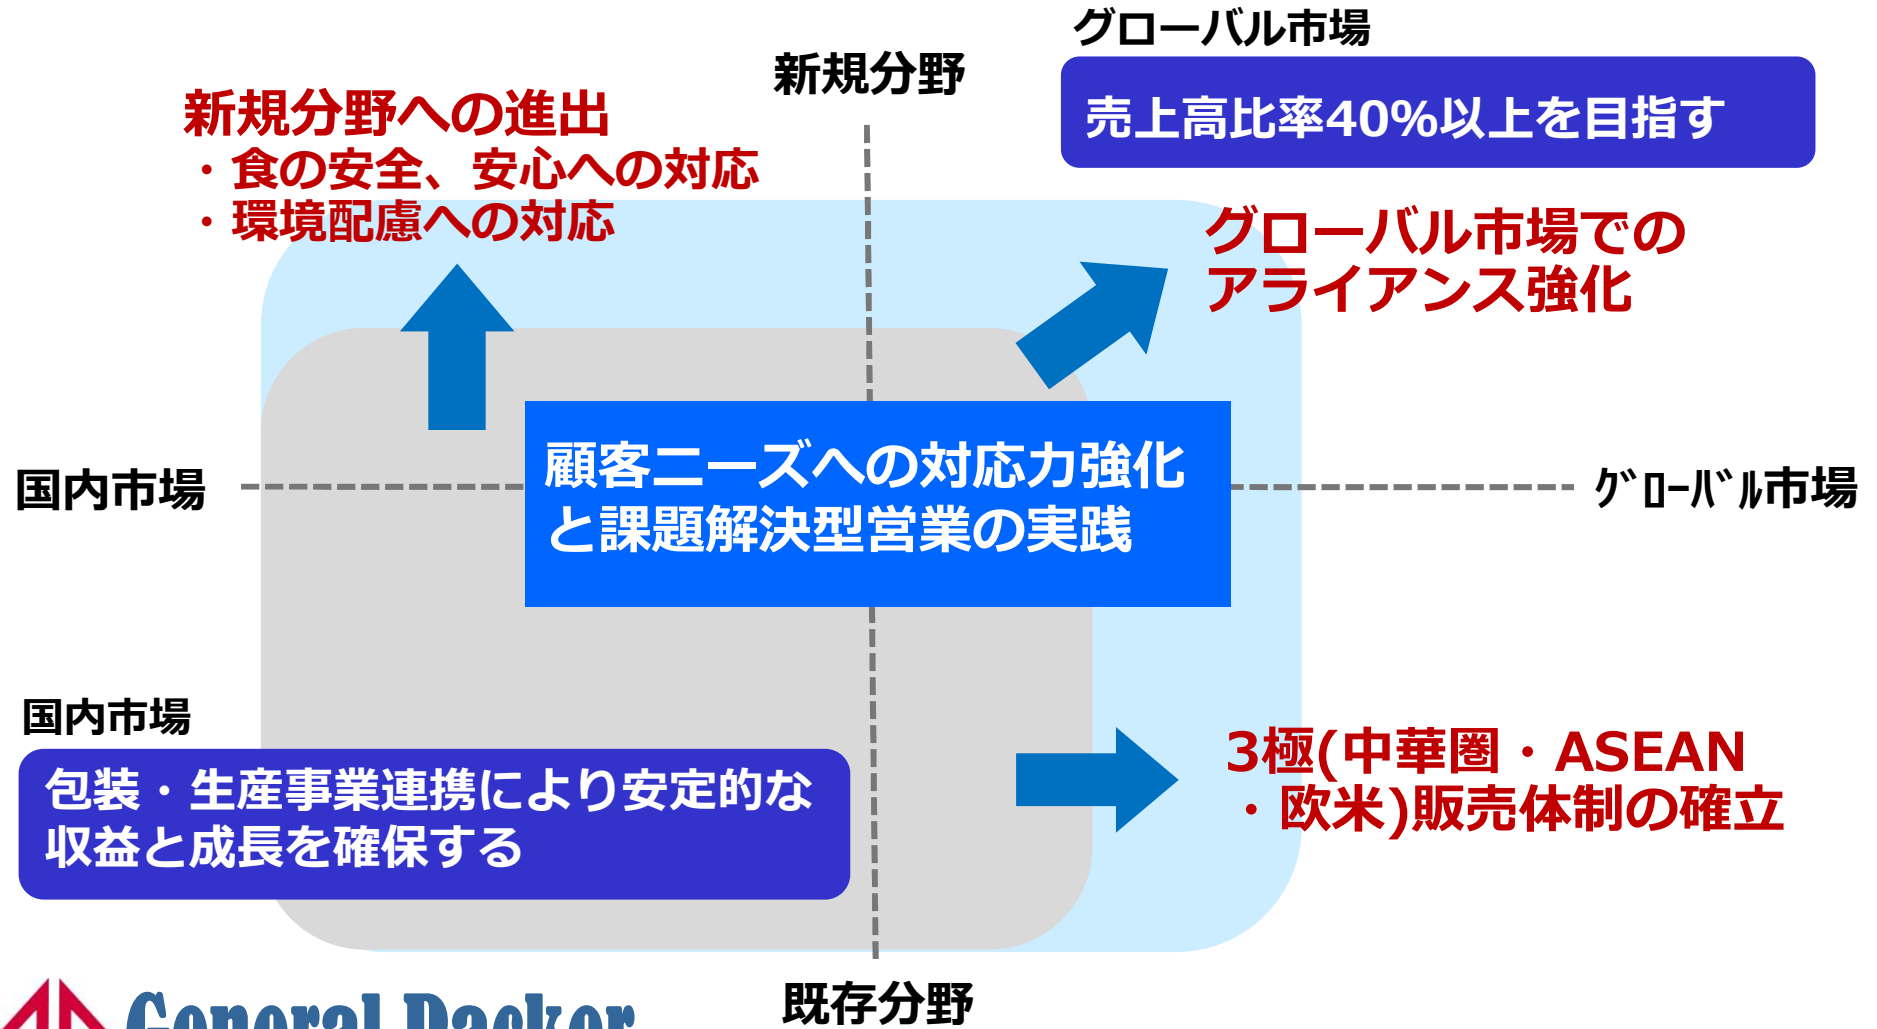 グローバル市場
売上高比率40%以上を目指す
新規分野
新規分野への進出
・食の安全、安心への対応
・環境配慮への対応
グローバル市場での
アライアンス強化
国内市場
顧客ニーズへの対応力強化
と課題解決型営業の実践
ｸﾞﾛｰﾊﾞﾙ市場
国内市場
包装・生産事業連携により安定的な
収益と成長を確保する
3極(中華圏・ASEAN
・欧米)販売体制の確立
既存分野
General Packer